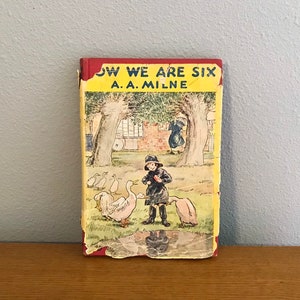 OW WE ARE SIX
A. A. MILNE